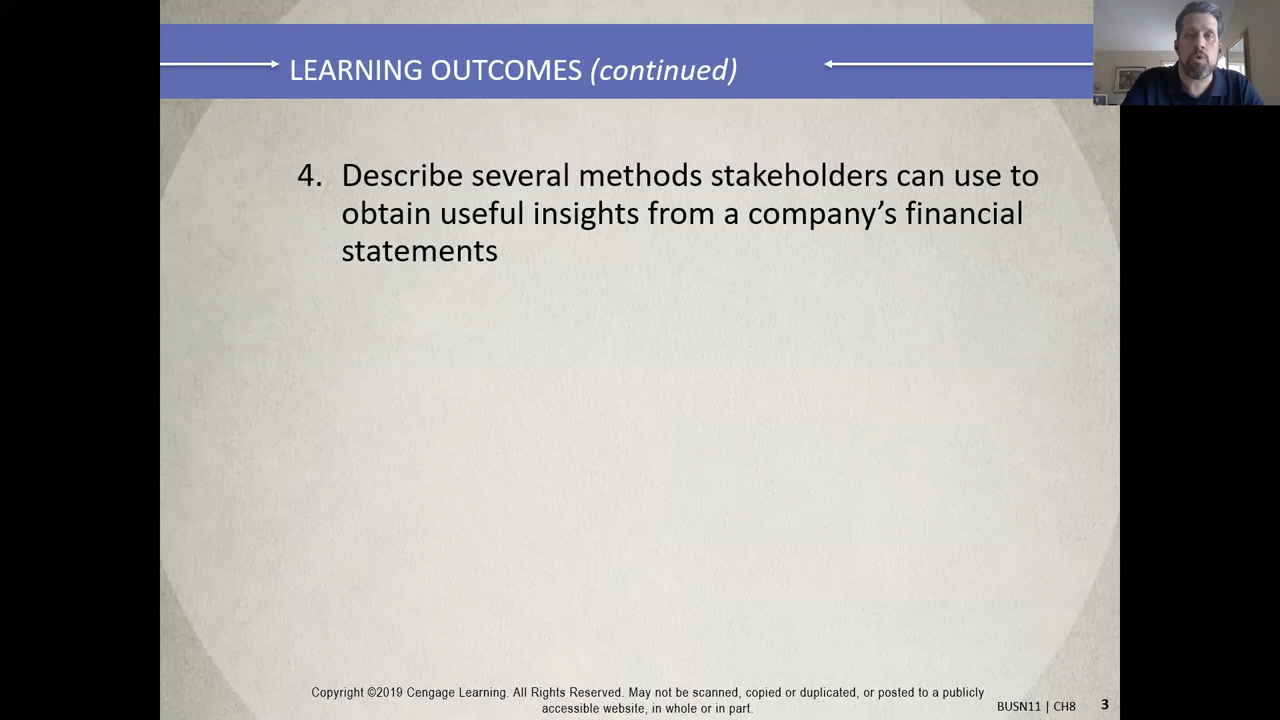 LEARNING OUTCOMES (continued)
4. Describe several methods stakeholders can use to
obtain useful insights from a company’s financial
statements
Copyright ©2019 Cengage Learning. All Rights Reserved. May not be scanned, copied or duplicated, or posted to a publicly
accessible website, in whole or in part.
BUSN11 | CH8 3